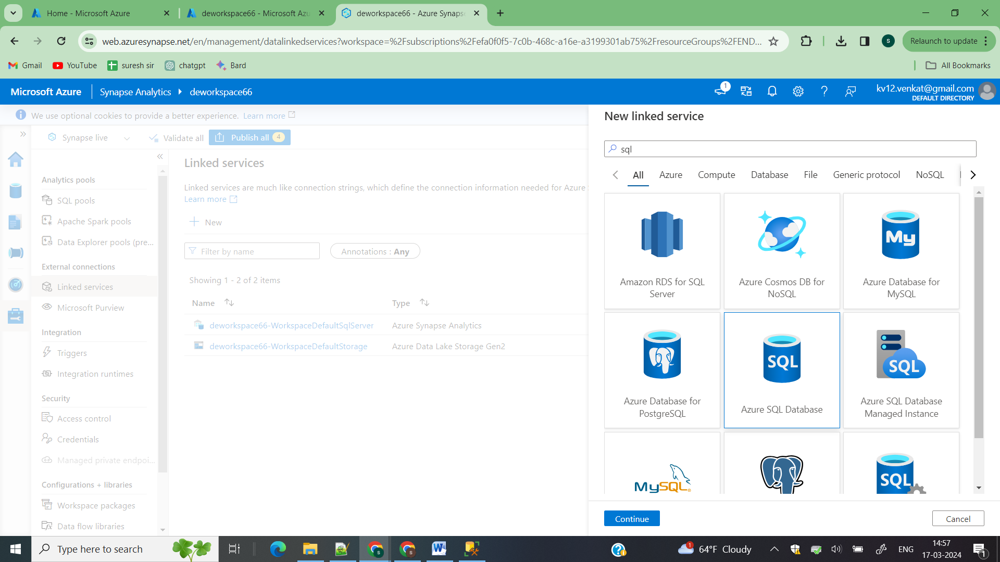 Home - Microsoft Azure
deworkspace66 - Microsoft Azu
deworkspace66 - Azure Synapse
web.azuresynapse.net/en/management/datalinkedservices?workspace=%2Fsubscriptions%2Fefa0f0f5-7c0b-468c-a16e-a3199301ab75%2FresourceGroups%2FEND...
S
Relaunch to update
Gmail
YouTube
suresh sir
chatgpt
Bard
All Bookmarks
Microsoft Azure
Synapse Analytics
deworkspace66
1
kv12.venkat@gmail.com
DEFAULT DIRECTORY
We use optional cookies to provide a better experience. Learn more
Synapse live
Validate all
Publish all 4
Analytics pools
SQL pools
Apache Spark pools
Data Explorer pools (pre...
External connections
Linked services
Microsoft Purview
Integration
Triggers
Integration runtimes
Security
Access control
Credentials
Managed private endpoi...
Configurations + libraries
Workspace packages
Data flow libraries
Linked services
Linked services are much like connection strings, which define the connection information needed for Azure
Learn more
New
Filter by name
Annotations : Any
Showing 1 - 2 of 2 items
Name
Type
deworkspace66-WorkspaceDefaultSqlServer
Azure Synapse Analytics
deworkspace66-WorkspaceDefaultStorage
Azure Data Lake Storage Gen2
New linked service
sql
All
Azure
Compute
Database
File
Generic protocol
NoSQL
Amazon RDS for SQL
Server
Azure Cosmos DB for
NoSQL
My
Azure Database for
MySQL
Azure Database for
PostgreSQL
SQL
Azure SQL Database
SQL
Azure SQL Database
Managed Instance
MySQL
SQL
Continue
Cancel
Type here to search
1
64°F Cloudy
ENG
14:57
17-03-2024
1